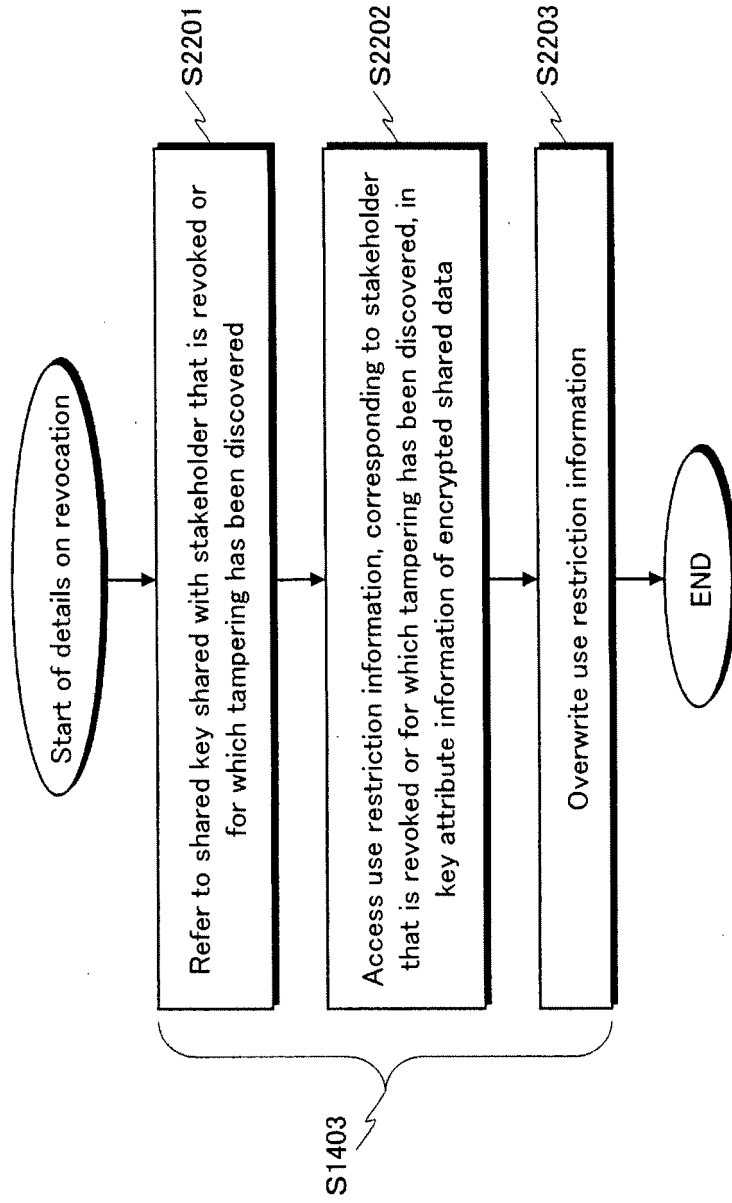 Start of details on revocation
S2201
Refer to shared key shared with stakeholder that is revoked or
for which tampering has been discovered
S2202
Access use restriction information, corresponding to stakeholder
that is revoked or for which tampering has been discovered, in
key attribute information of encrypted shared data
S2203
Overwrite use restriction information
END
S1403